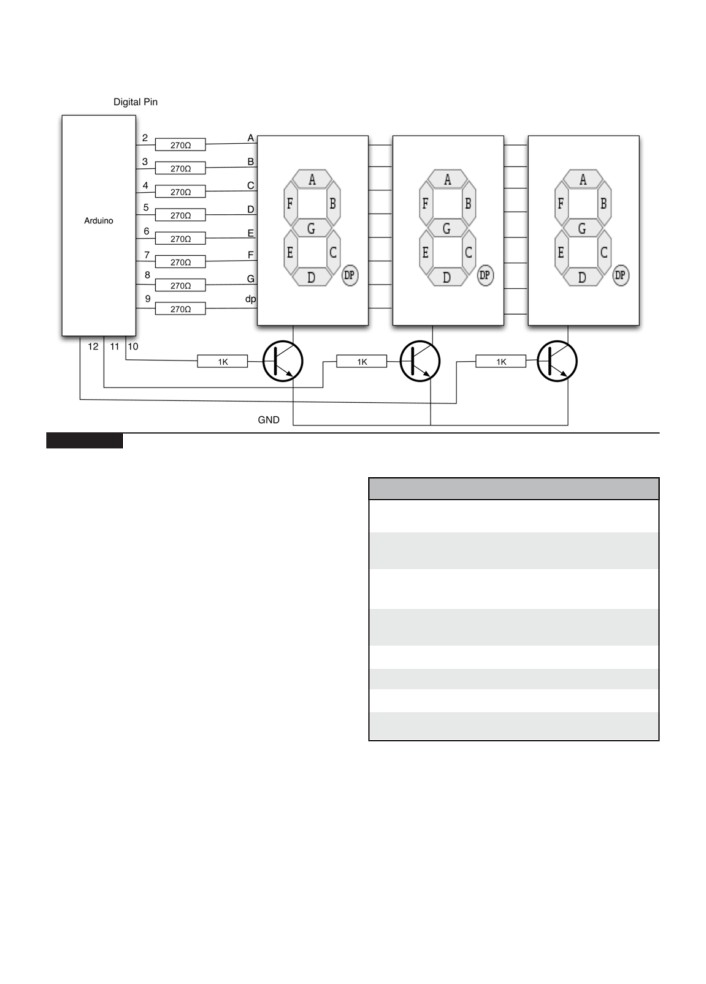 Digital Pin
2 270Ω A
3 270Ω B
4 270Ω C
5 270Ω D
Arduino
6 270Ω E
7 270Ω F
8 270Ω G
9 270Ω dp
A A A
F B F B F B
G G G
E C E C E C
D DP D DP D DP
12 11 10
1K 1K 1K
GND